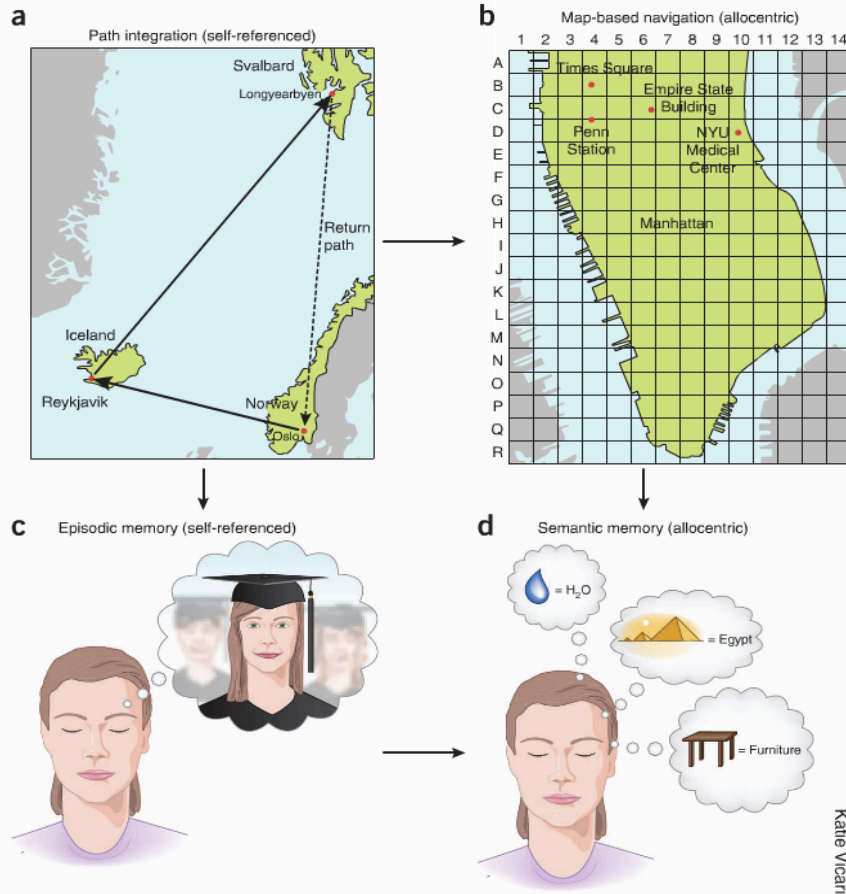 a
Path integration (self-referenced)
Svalbard
Longyearbyen
Return
path
Iceland
Reykjavik
Norway
Oslo
b
Map-based navigation (allocentric)
1 2 3 4 5 6 7 8 9 10 11 12 13 14
A
B
C
D
E
F
G
H
I
J
K
L
M
N
O
P
Q
R
Times Square
Empire State
Building
Penn
Station
NYU
Medical
Center
Manhattan
c
Episodic memory (self-referenced)
d
Semantic memory (allocentric)
= H₂O
= Egypt
= Furniture
Katie Vicari